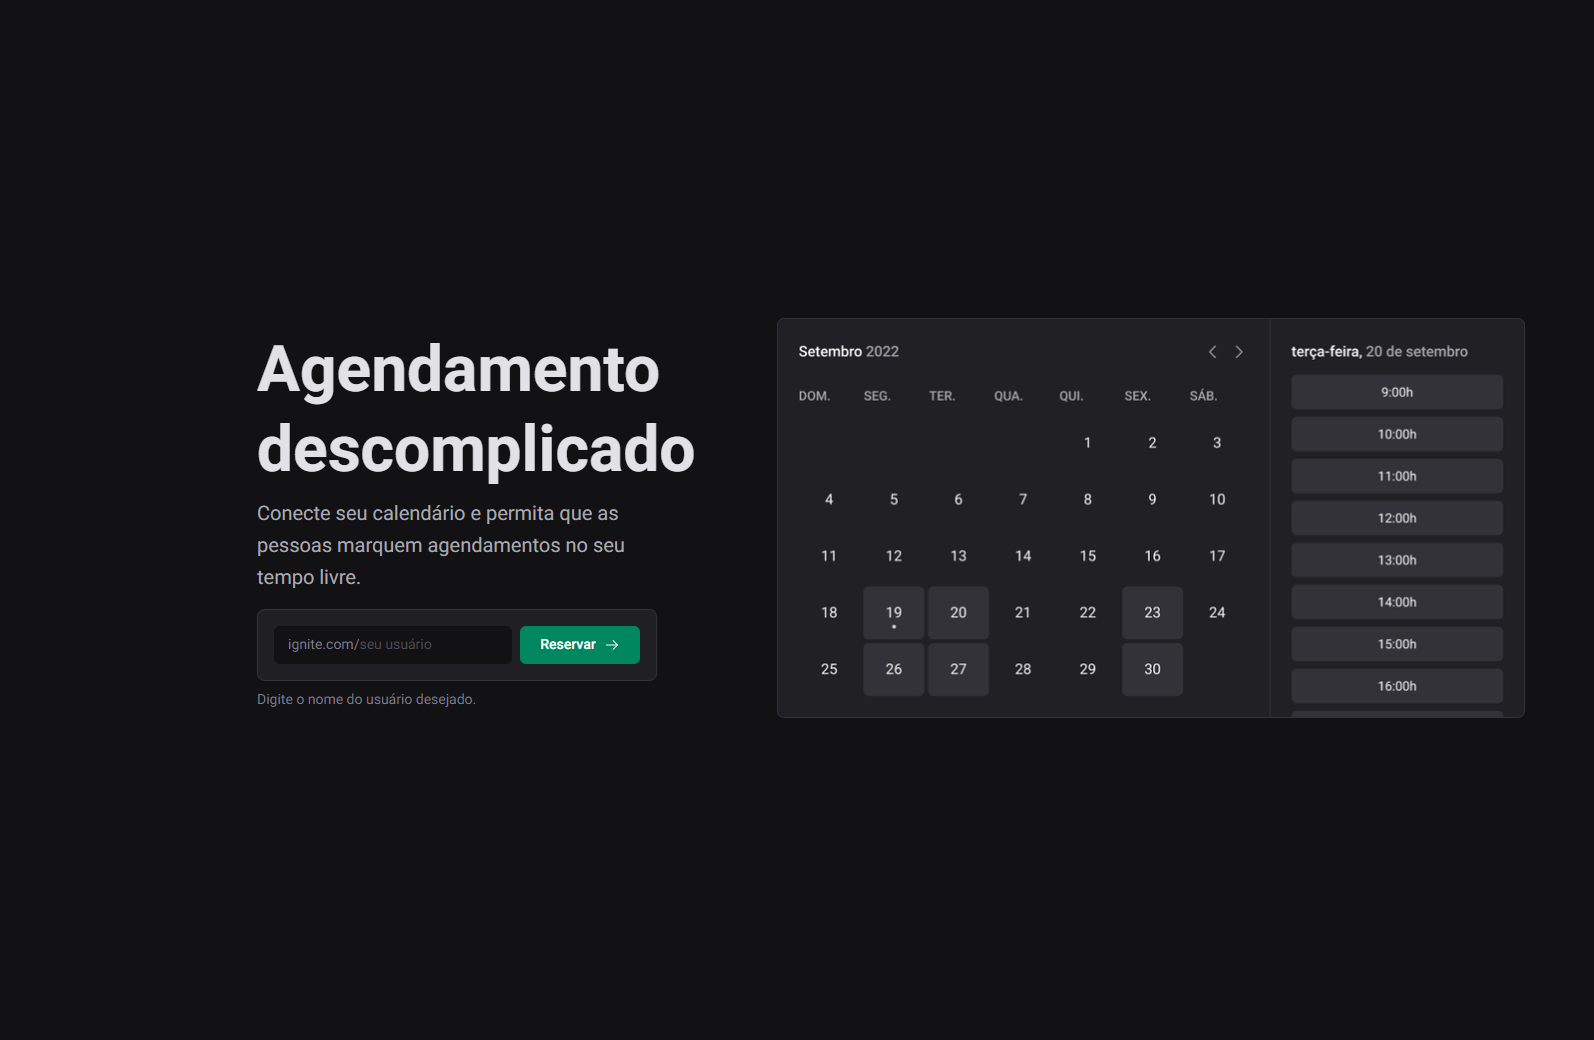 Agendamento
descomplicado
Conecte seu calendário e permita que as
pessoas marquem agendamentos no seu
tempo livre.
ignite.com/seu usuário
Reservar
Digite o nome do usuário desejado.
Setembro 2022
DOM. SEG. TER. QUA. QUI. SEX. SÁB.
1 2 3
4 5 6 7 8 9 10
11 12 13 14 15 16 17
18 19 20 21 22 23 24
25 26 27 28 29 30
terça-feira, 20 de setembro
9:00h
10:00h
11:00h
12:00h
13:00h
14:00h
15:00h
16:00h